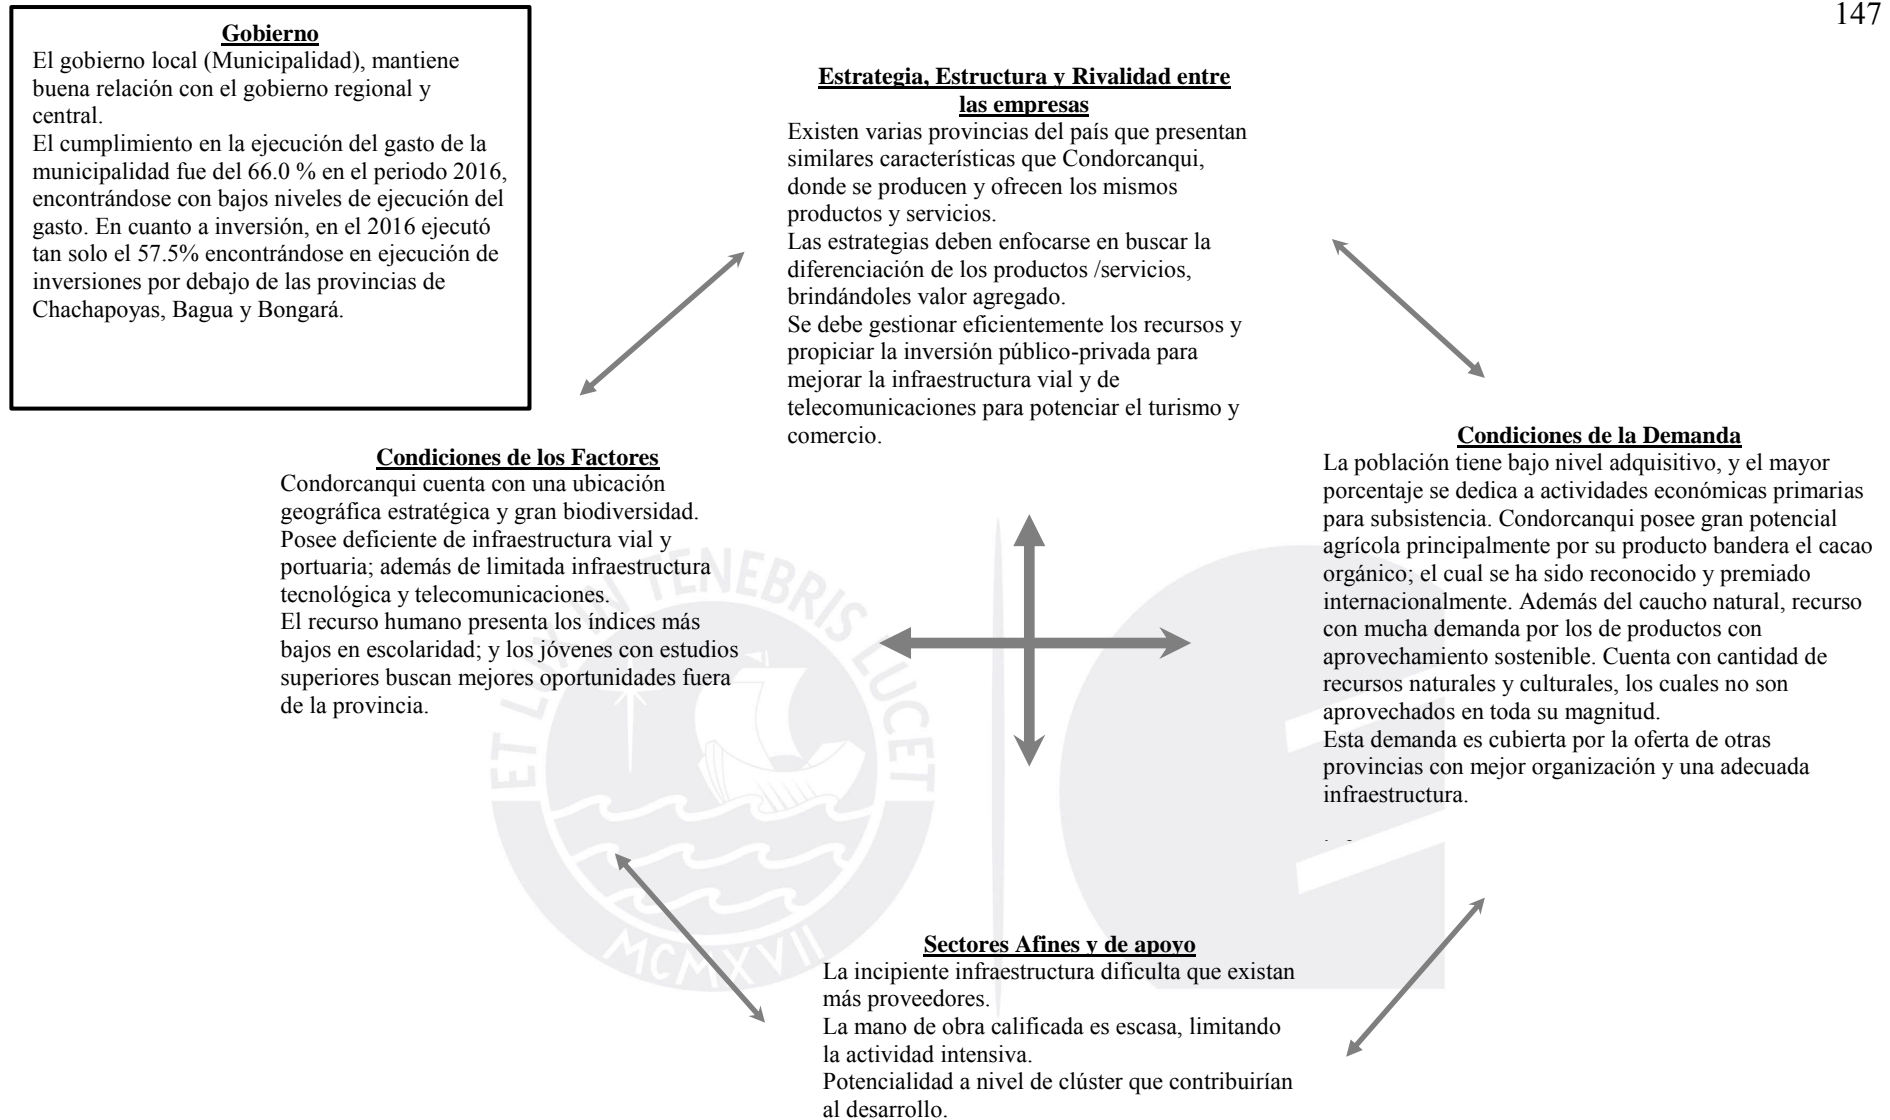 147
Gobierno
El gobierno local (Municipalidad), mantiene
buena relación con el gobierno regional y
central.
El cumplimiento en la ejecución del gasto de la
municipalidad fue del 66.0 % en el periodo 2016,
encontrándose con bajos niveles de ejecución del
gasto. En cuanto a inversión, en el 2016 ejecutó
tan solo el 57.5% encontrándose en ejecución de
inversiones por debajo de las provincias de
Chachapoyas, Bagua y Bongará.
Estrategia, Estructura y Rivalidad entre
las empresas
Existen varias provincias del país que presentan
similares características que Condorcanqui,
donde se producen y ofrecen los mismos
productos y servicios.
Las estrategias deben enfocarse en buscar la
diferenciación de los productos /servicios,
brindándoles valor agregado.
Se debe gestionar eficientemente los recursos y
propiciar la inversión público-privada para
mejorar la infraestructura vial y de
telecomunicaciones para potenciar el turismo y
comercio.
Condiciones de los Factores
Condorcanqui cuenta con una ubicación
geográfica estratégica y gran biodiversidad.
Posee deficiente de infraestructura vial y
portuaria; además de limitada infraestructura
tecnológica y telecomunicaciones.
El recurso humano presenta los índices más
bajos en escolaridad; y los jóvenes con estudios
superiores buscan mejores oportunidades fuera
de la provincia.
Condiciones de la Demanda
La población tiene bajo nivel adquisitivo, y el mayor
porcentaje se dedica a actividades económicas primarias
para subsistencia. Condorcanqui posee gran potencial
agrícola principalmente por su producto bandera el cacao
orgánico; el cual se ha sido reconocido y premiado
internacionalmente. Además del caucho natural, recurso
con mucha demanda por los de productos con
aprovechamiento sostenible. Cuenta con cantidad de
recursos naturales y culturales, los cuales no son
aprovechados en toda su magnitud.
Esta demanda es cubierta por la oferta de otras
provincias con mejor organización y una adecuada
infraestructura.
Sectores Afines y de apoyo
La incipiente infraestructura dificulta que existan
más proveedores.
La mano de obra calificada es escasa, limitando
la actividad intensiva.
Potencialidad a nivel de clúster que contribuirían
al desarrollo.
ET LUX IN TENEBRIS LUCET
MCMXVII